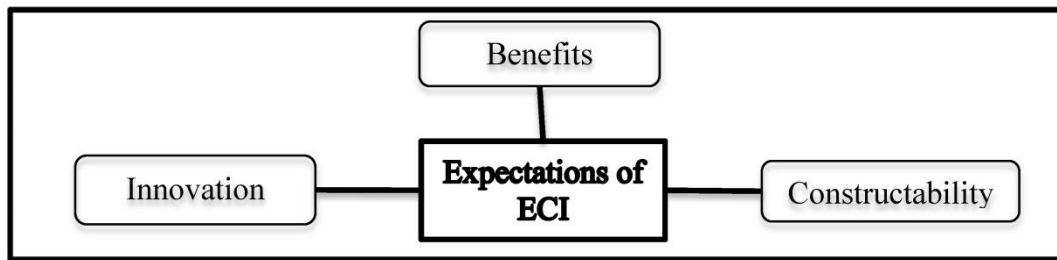 Benefits
Innovation
Expectations of
ECI
Constructability